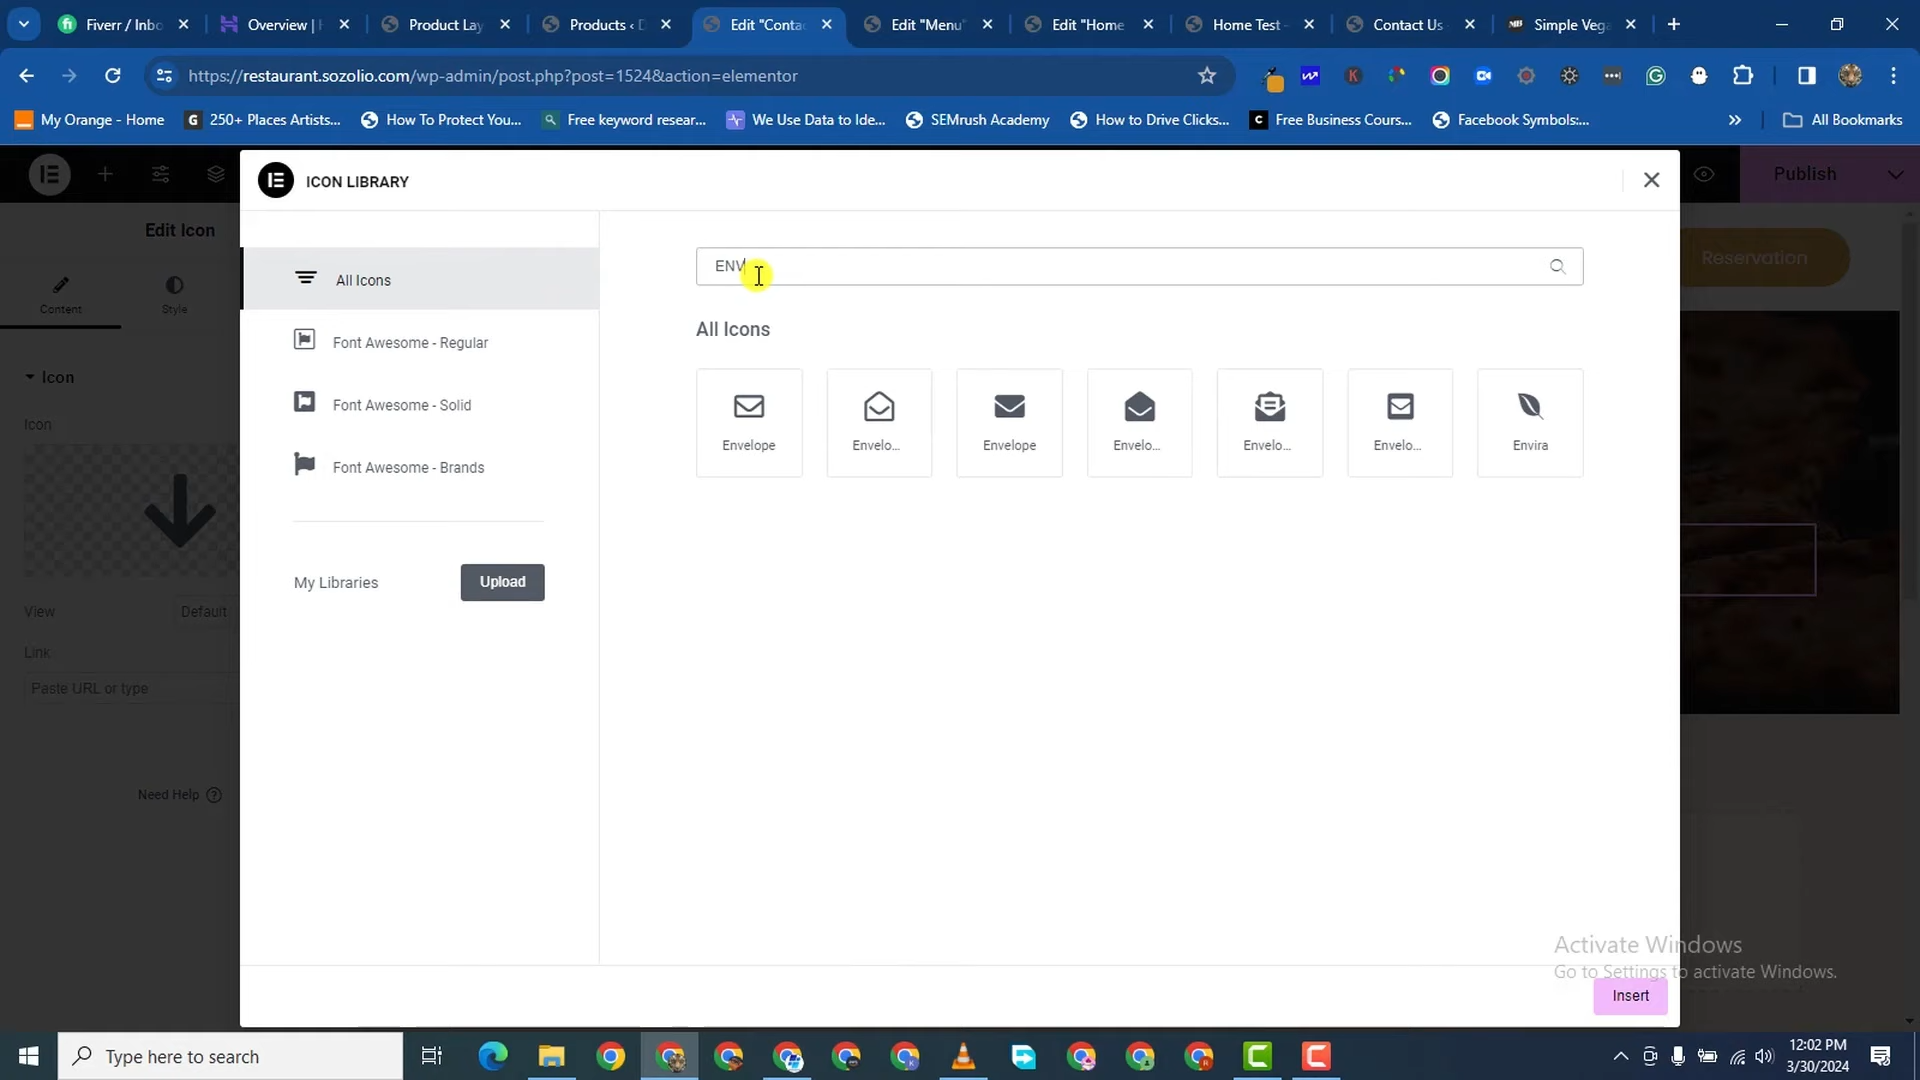 Fiverr / Inbo
Overview | H
Product Lay
Products ‹ D
Edit "Contac
Edit "Menu"
Edit "Home
Home Test -
Contact Us
Simple Vega
https://restaurant.sozolio.com/wp-admin/post.php?post=1524&action=elementor
My Orange - Home
250+ Places Artists...
How To Protect You...
Free keyword resear...
We Use Data to Ide...
SEMrush Academy
How to Drive Clicks...
Free Business Cours...
Facebook Symbols:...
All Bookmarks
ICON LIBRARY
Publish
Edit Icon
Reservation
ENV
All Icons
Content
Style
All Icons
Font Awesome - Regular
Icon
Font Awesome - Solid
Icon
Envelope
Envelo...
Envelope
Envelo...
Envelo...
Envelo...
Envira
Font Awesome - Brands
My Libraries
Upload
View
Default
Link
Paste URL or type
Need Help
Activate Windows
Go to Settings to activate Windows.
Insert
Type here to search
12:02 PM
3/30/2024